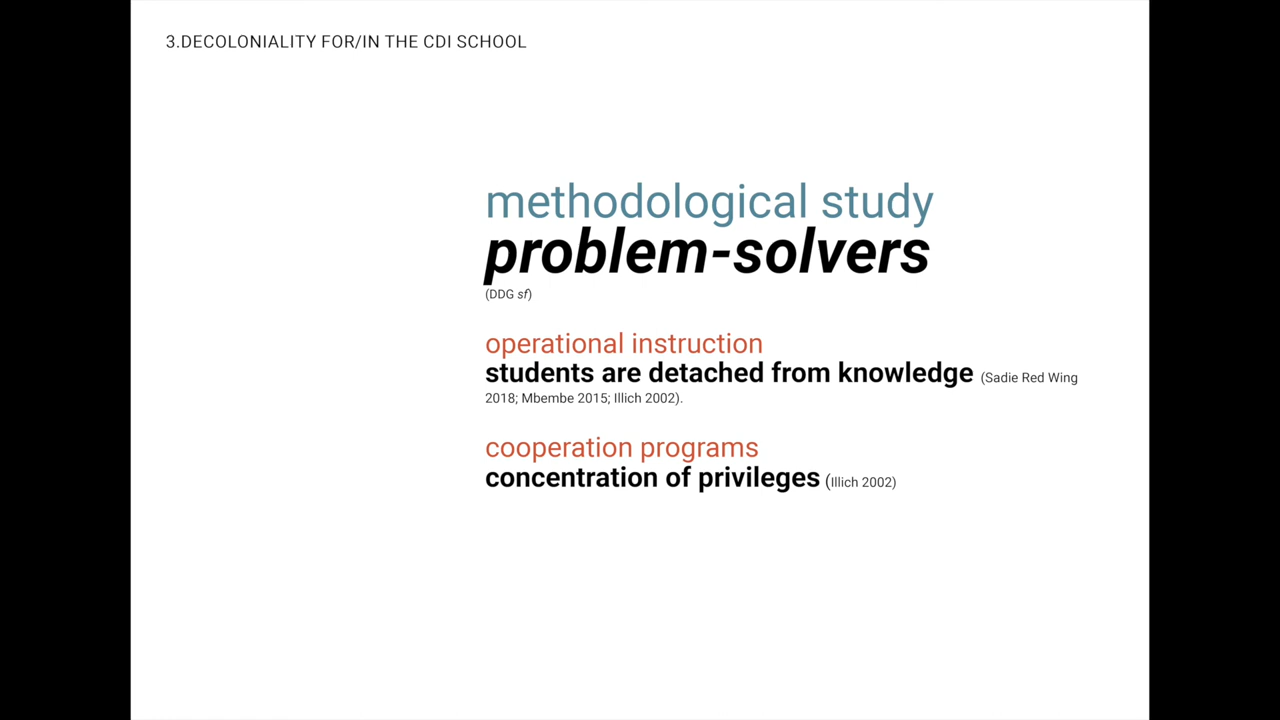 3.DECOLONIALITY FOR/IN THE CDI SCHOOL
methodological study
problem-solvers
(DDG sf)
operational instruction
students are detached from knowledge (Sadie Red Wing
2018; Mbembe 2015; Illich 2002).
cooperation programs
concentration of privileges (Illich 2002)